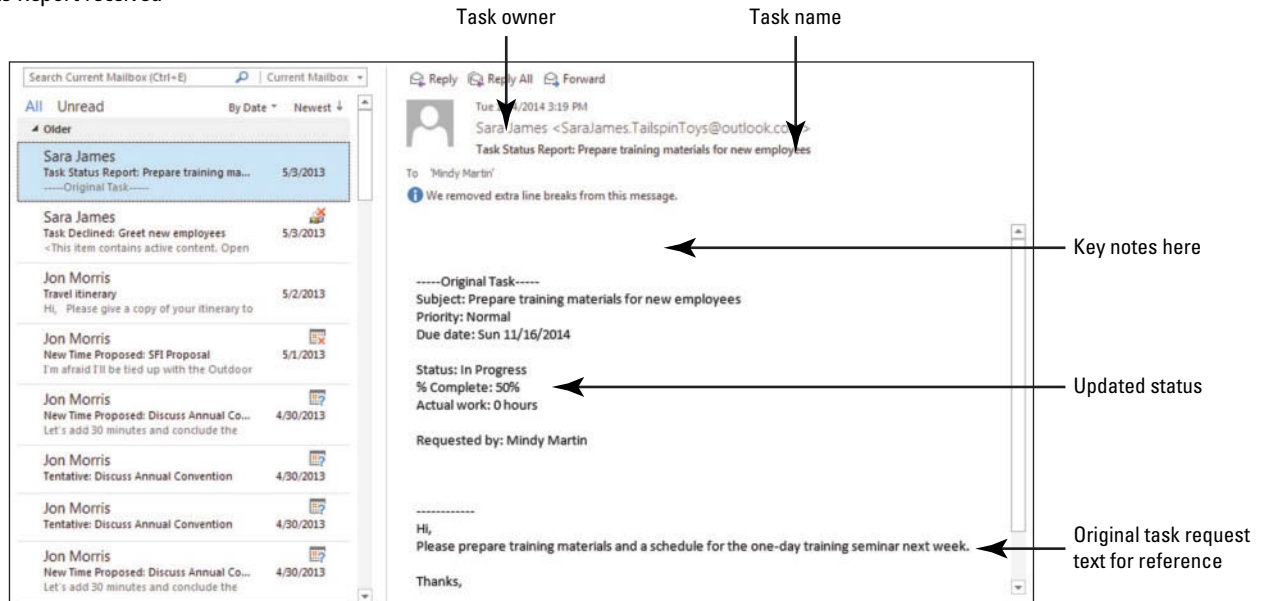 Report received
Task owner
Task name
Search Current Mailbox (Ctrl+E)
Current Mailbox
All Unread
By Date
Newest
Older
Sara James
Task Status Report: Prepare training ma... 5/3/2013
-----Original Task-----
Sara James
Task Declined: Greet new employees 5/3/2013
<This item contains active content. Open
Jon Morris
Travel itinerary 5/2/2013
Hi, Please give a copy of your itinerary to
Jon Morris
New Time Proposed: SFI Proposal 5/1/2013
I'm afraid I'll be tied up with the Outdoor
Jon Morris
New Time Proposed: Discuss Annual Co... 4/30/2013
Let's add 30 minutes and conclude the
Jon Morris
Tentative: Discuss Annual Convention 4/30/2013
Jon Morris
Tentative: Discuss Annual Convention 4/30/2013
Jon Morris
New Time Proposed: Discuss Annual Co... 4/30/2013
Let's add 30 minutes and conclude the
Reply Reply All Forward
Tue 3:19 PM
Sara James <SaraJames.TailspinToys@outlook.
Task Status Report: Prepare training materials for new employees
To 'Mindy Martin'
We removed extra line breaks from this message.
Key notes here
-----Original Task-----
Subject: Prepare training materials for new employees
Priority: Normal
Due date: Sun 11/16/2014
Status: In Progress
% Complete: 50%
Actual work: 0 hours
Updated status
Requested by: Mindy Martin
------------
Hi,
Please prepare training materials and a schedule for the one-day training seminar next week.
Thanks,
Original task request
text for reference